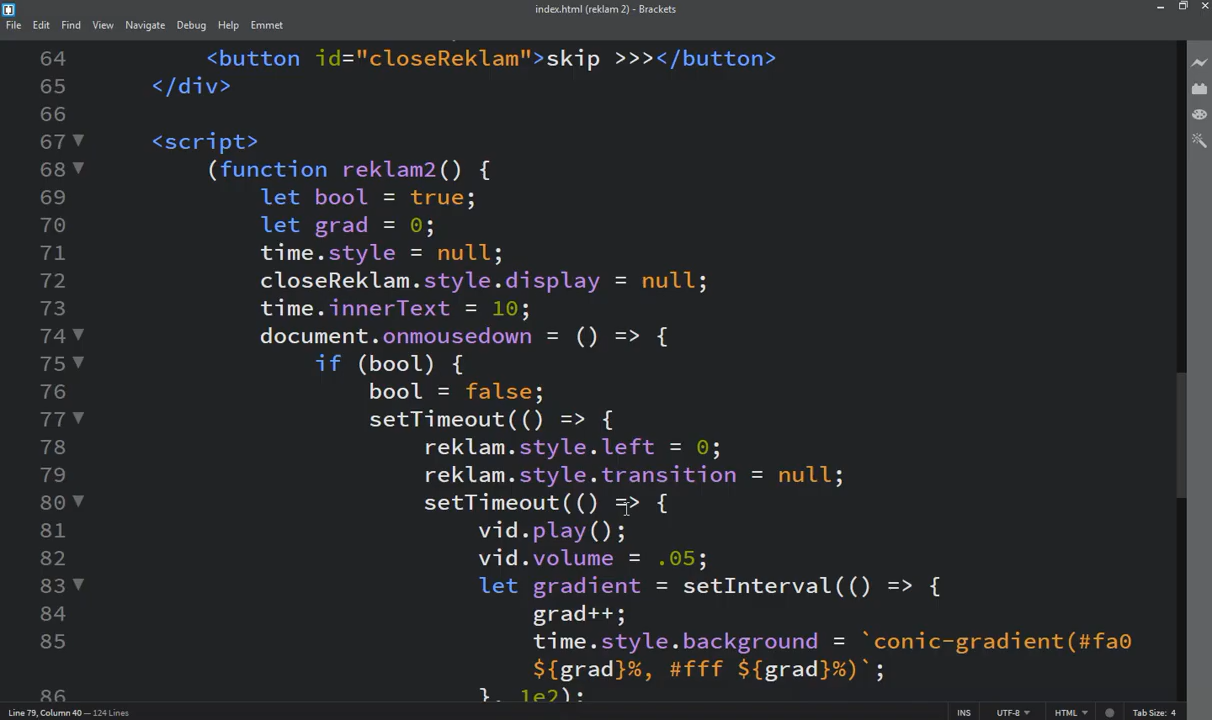 index.html (reklam 2) - Brackets
File Edit Find View Navigate Debug Help Emmet
64 <button id="closeReklam">skip >>></button>
65 </div>
66
67 <script>
68 (function reklam2() {
69 let bool = true;
70 let grad = 0;
71 time.style = null;
72 closeReklam.style.display = null;
73 time.innerText = 10;
74 document.onmousedown = () => {
75 if (bool) {
76 bool = false;
77 setTimeout(() => {
78 reklam.style.left = 0;
79 reklam.style.transition = null;
80 setTimeout(() => {
81 vid.play();
82 vid.volume = .05;
83 let gradient = setInterval(() => {
84 grad++;
85 time.style.background = `conic-gradient(#fa0
${grad}%, #fff ${grad}%)`;
86 }, 1e2);
Line 79, Column 40 — 124 Lines INS UTF-8 HTML Tab Size: 4